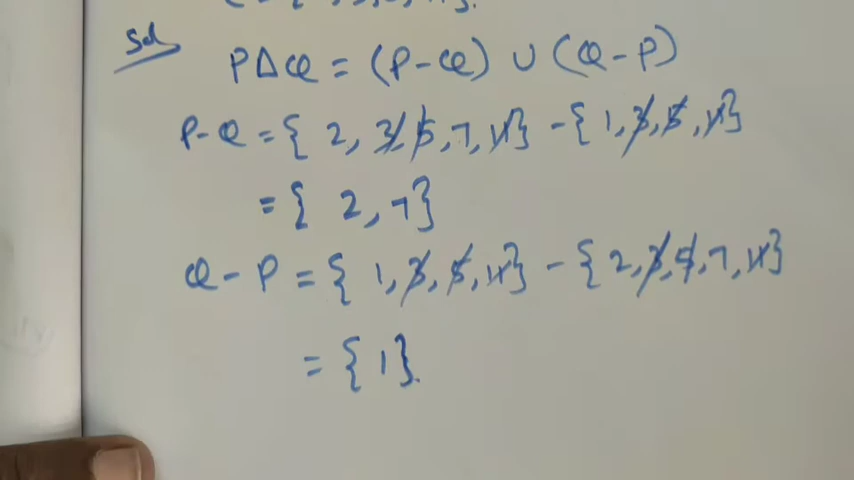 Sol
P∆Q = (P-Q) ∪ (Q-P)
P-Q = { 2, 3, 5, 7, 11} - { 1, 3, 5, 11}
= { 2, 7}
Q - P = { 1, 3, 5, 11} - { 2, 3, 5, 7, 11}
= { 1}.